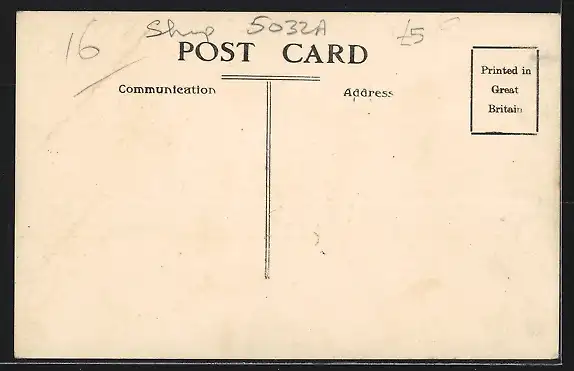 16 Ship 5032A £5
POST CARD
Communication
Address
Printed in
Great
Britain